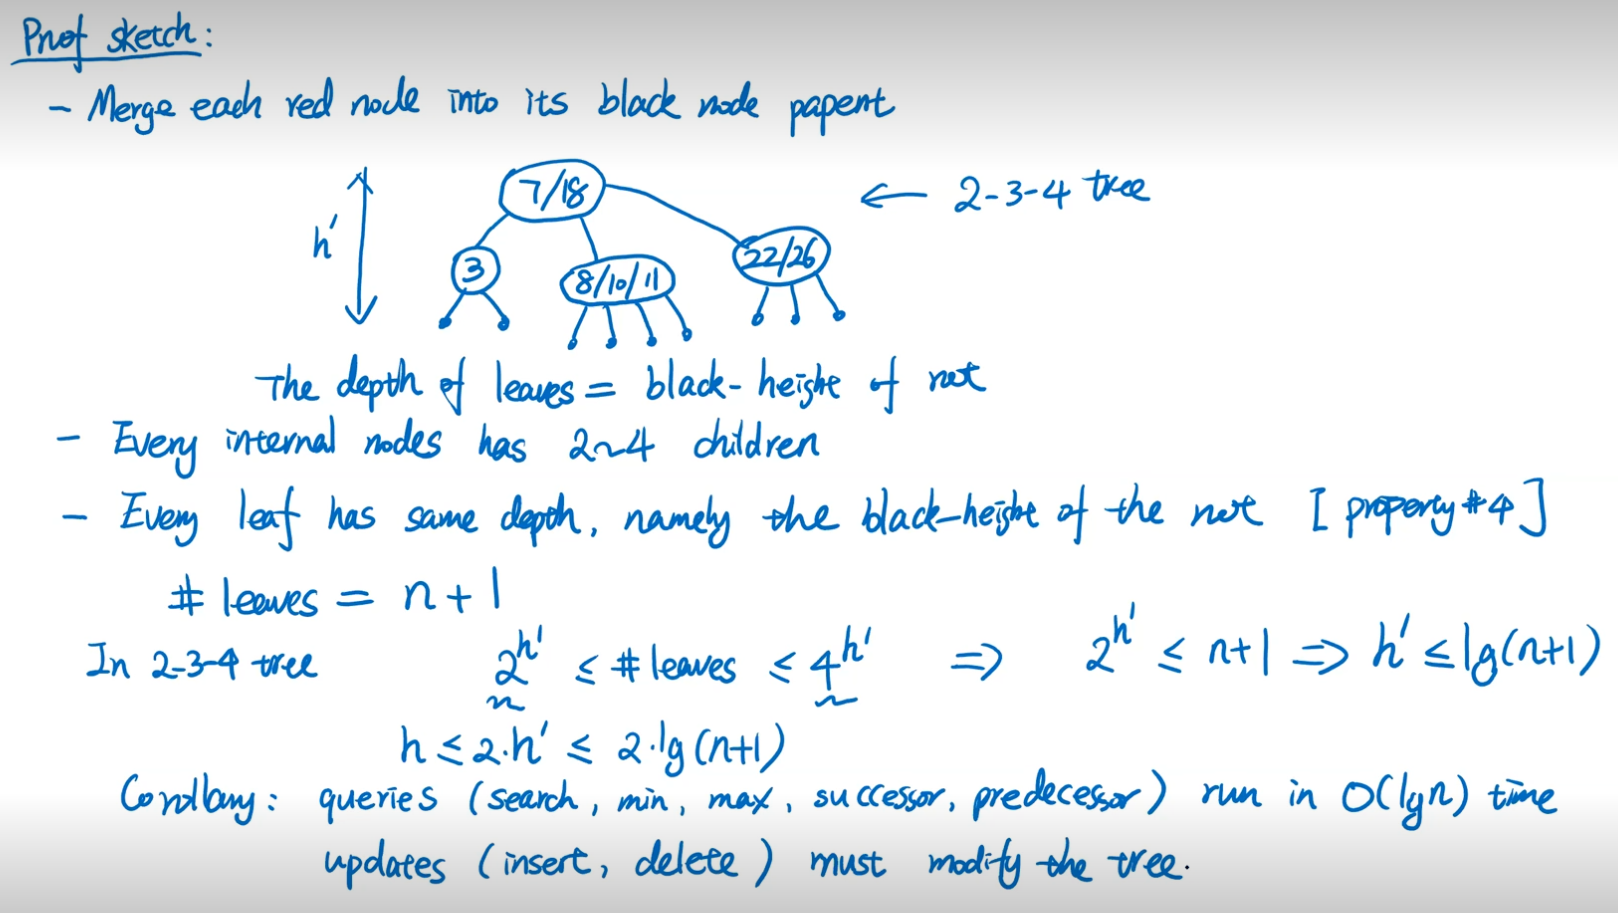 Proof sketch:
- Merge each red node into its black node papent
7/18
← 2-3-4 tree
h'
3
8/10/11
22/26
The depth of leaves = black-height of root
- Every internal nodes has 2~4 children
- Every leaf has same depth, namely the black-height of the root [property #4]
# leaves = n+1
In 2-3-4 tree 2^h' ≤ # leaves ≤ 4^h' ⇒ 2^h' ≤ n+1 ⇒ h' ≤ lg(n+1)
h ≤ 2·h' ≤ 2·lg(n+1)
Corollary: queries (search, min, max, successor, predecessor) run in O(lgn) time
updates (insert, delete) must modify the tree.